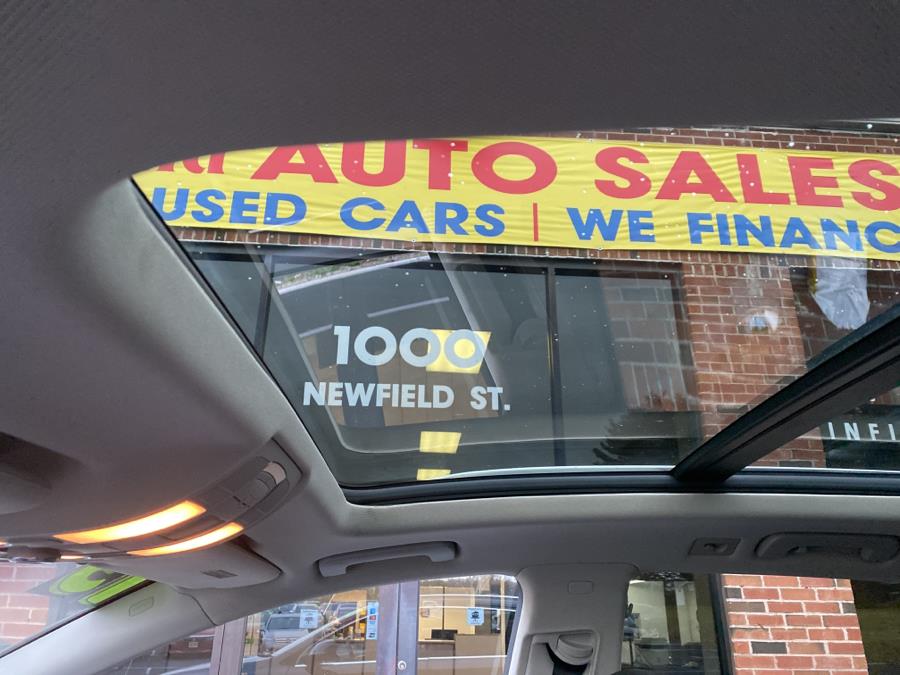 AUTO SALES
USED CARS | WE FINANC
1000
NEWFIELD ST.
INFI